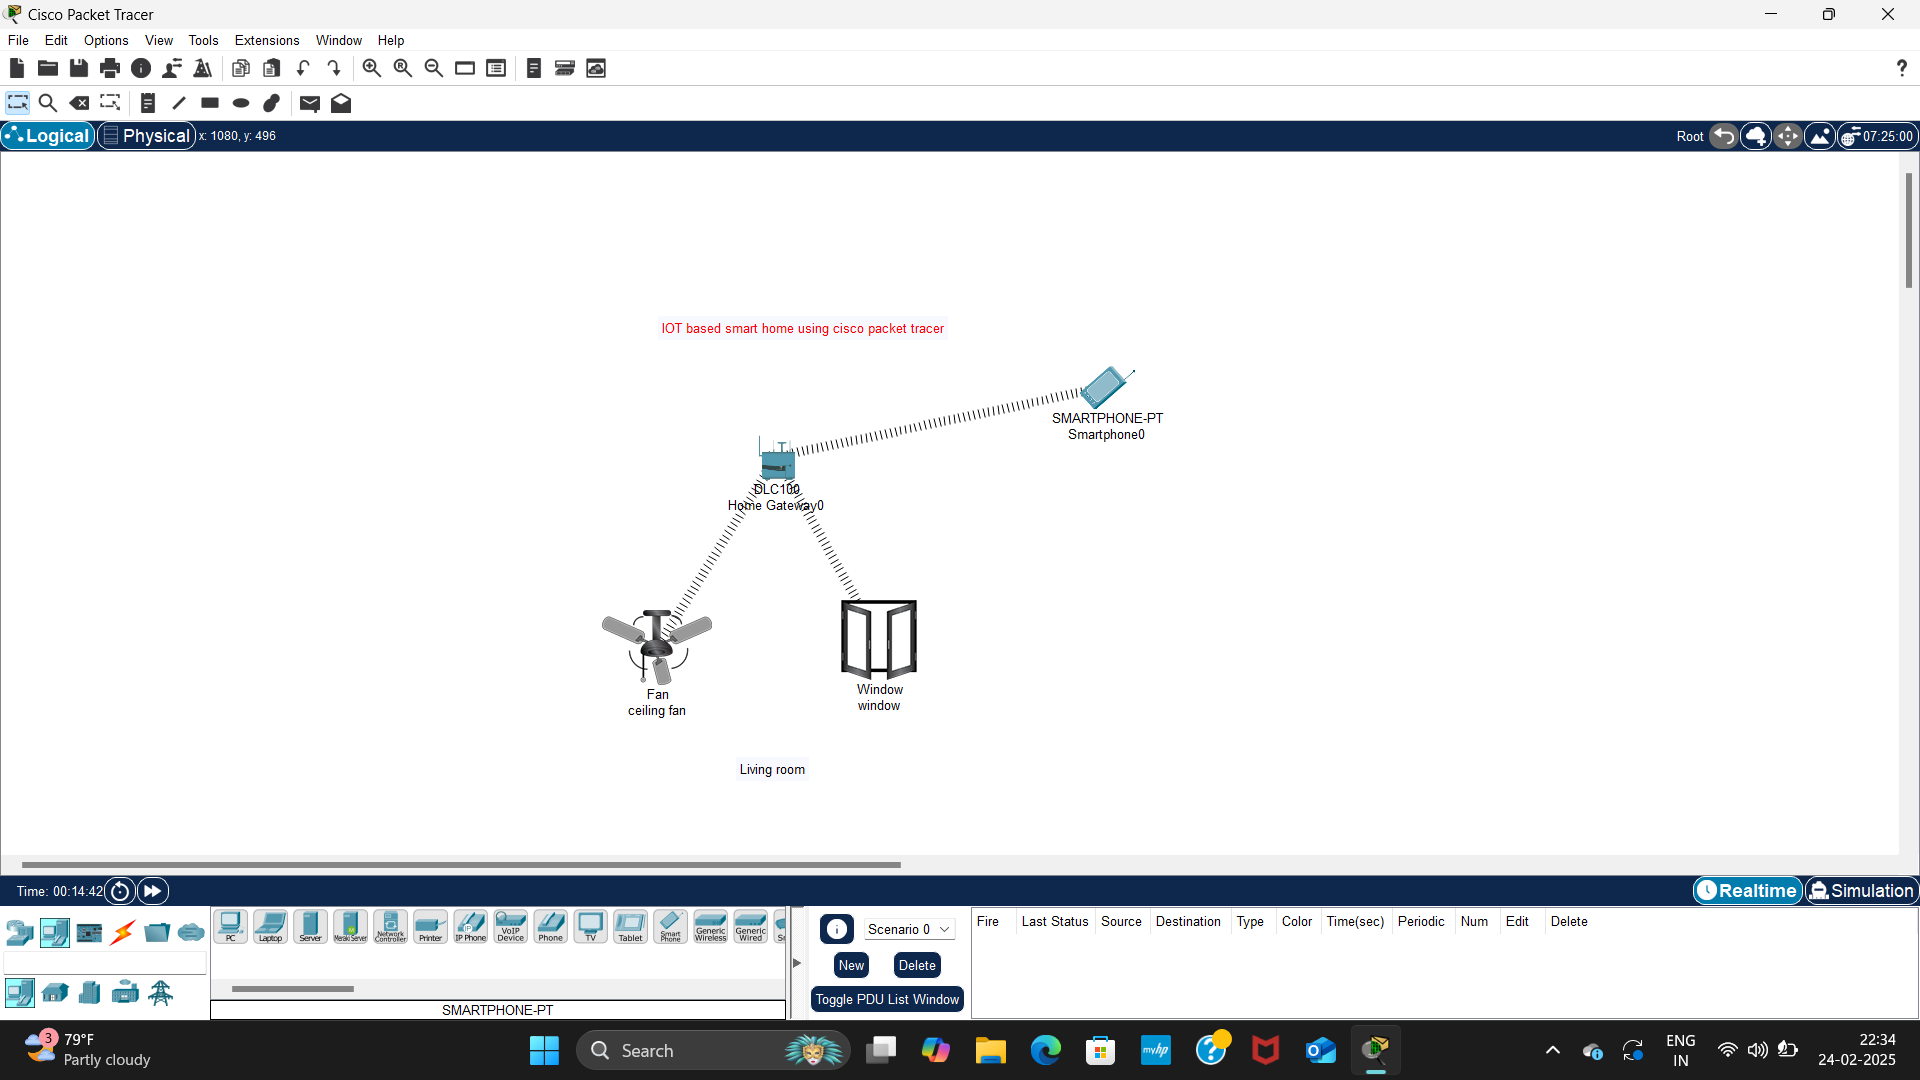 Cisco Packet Tracer
File Edit Options View Tools Extensions Window Help
?
Logical Physical x: 1080, y: 496 Root 07:25:00
IOT based smart home using cisco packet tracer
SMARTPHONE-PT
Smartphone0
DLC100
Home Gateway0
Fan
ceiling fan
Window
window
Living room
Time: 00:14:42 Realtime Simulation
PC Laptop Server Meraki Server Network Controller Printer IP Phone VoIP Device Phone TV Tablet Smart Phone Generic Wireless Generic Wired
SMARTPHONE-PT
Scenario 0
New Delete
Toggle PDU List Window
Fire Last Status Source Destination Type Color Time(sec) Periodic Num Edit Delete
3 79°F
Partly cloudy
Search
myhp
ENG
IN
22:34
24-02-2025